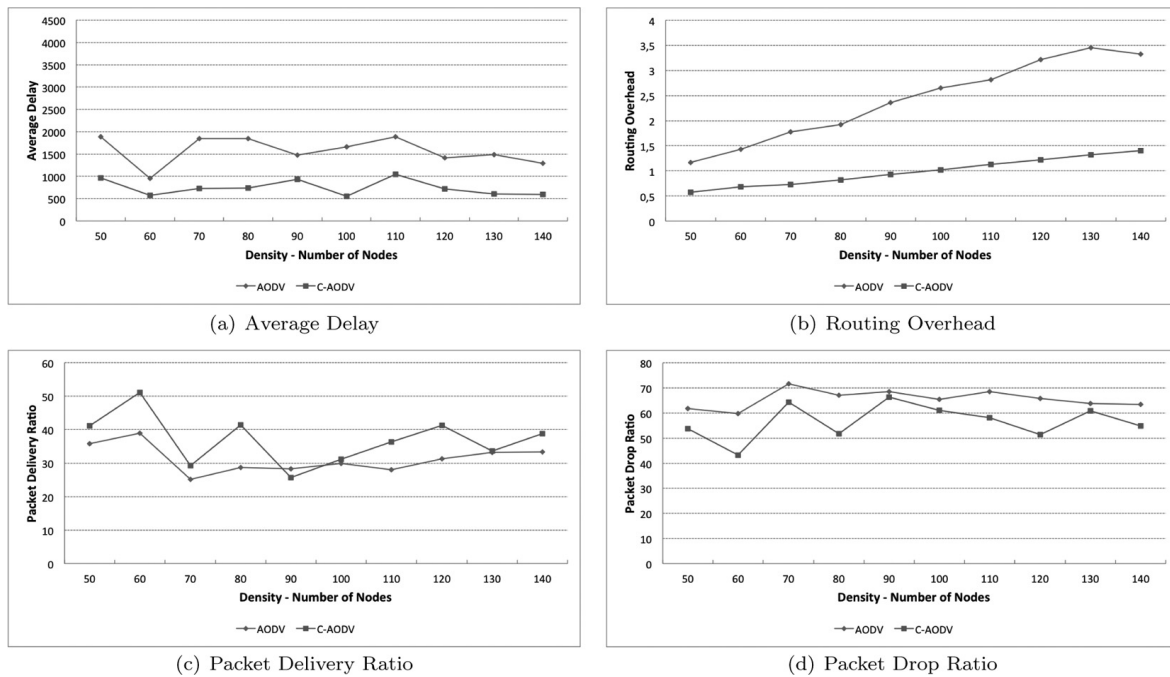 4500
4000
3500
3000
2500
2000
1500
1000
500
0
Average Delay
50 60 70 80 90 100 110 120 130 140
Density - Number of Nodes
AODV C-AODV
(a) Average Delay
4
3,5
3
2,5
2
1,5
1
0,5
0
Routing Overhead
50 60 70 80 90 100 110 120 130 140
Density - Number of Nodes
AODV C-AODV
(b) Routing Overhead
60
50
40
30
20
10
0
Packet Delivery Ratio
50 60 70 80 90 100 110 120 130 140
Density - Number of Nodes
AODV C-AODV
(c) Packet Delivery Ratio
80
70
60
50
40
30
20
10
0
Packet Drop Ratio
50 60 70 80 90 100 110 120 130 140
Density - Number of Nodes
AODV C-AODV
(d) Packet Drop Ratio